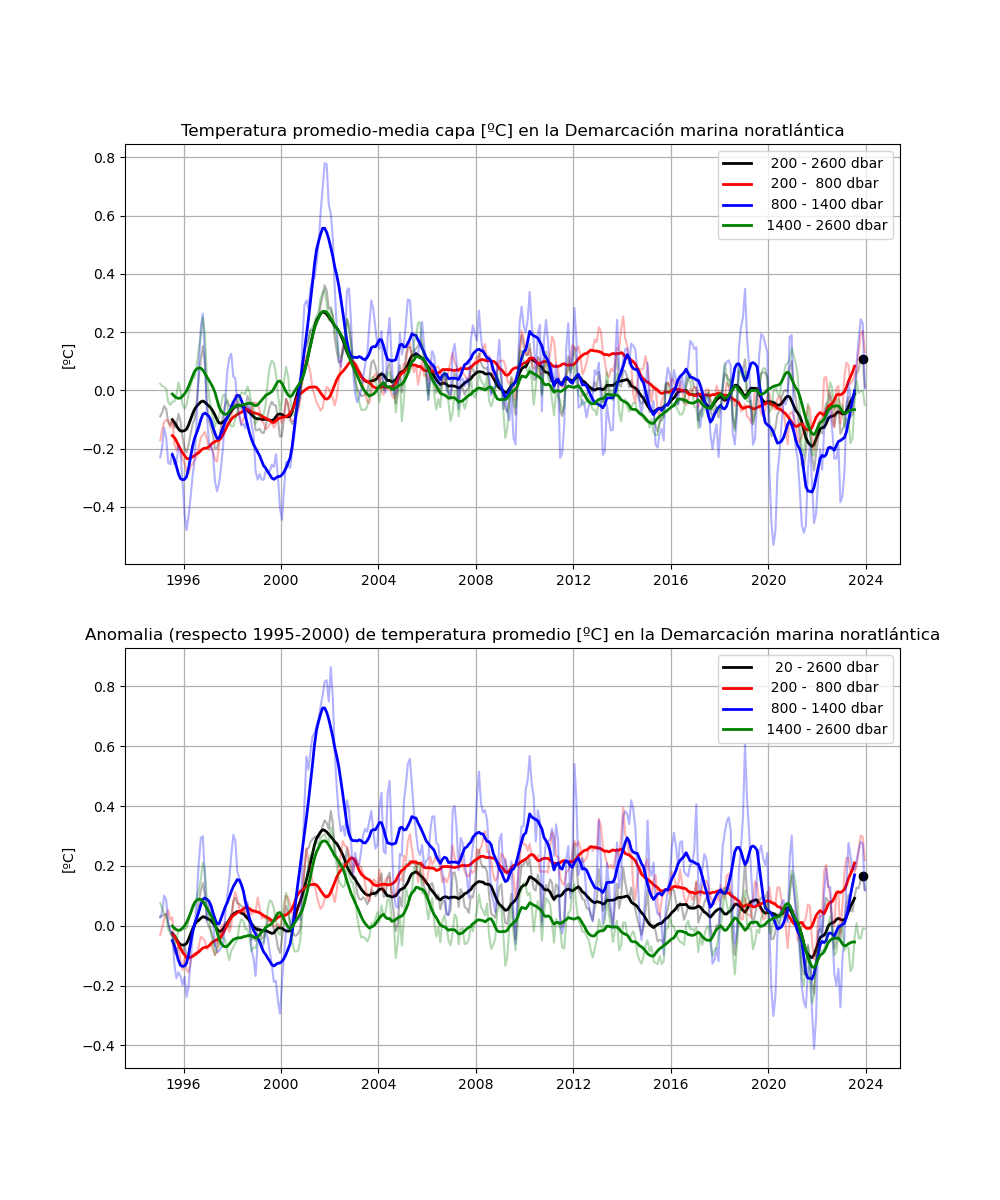 Temperatura promedio-media capa [ºC] en la Demarcación marina noratlántica
[ºC]
0.8
0.6
0.4
0.2
0.0
−0.2
−0.4
200 - 2600 dbar
200 - 800 dbar
800 - 1400 dbar
1400 - 2600 dbar
1996 2000 2004 2008 2012 2016 2020 2024
Anomalia (respecto 1995-2000) de temperatura promedio [ºC] en la Demarcación marina noratlántica
[ºC]
0.8
0.6
0.4
0.2
0.0
−0.2
−0.4
20 - 2600 dbar
200 - 800 dbar
800 - 1400 dbar
1400 - 2600 dbar
1996 2000 2004 2008 2012 2016 2020 2024